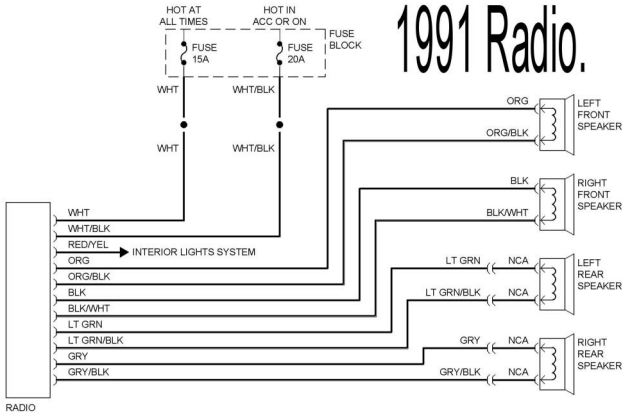 1991 Radio.
HOT AT
ALL TIMES
HOT IN
ACC OR ON
FUSE
BLOCK
FUSE
15A
FUSE
20A
WHT
WHT/BLK
WHT
WHT/BLK
ORG
ORG/BLK
LEFT
FRONT
SPEAKER
BLK
BLK/WHT
RIGHT
FRONT
SPEAKER
LT GRN
NCA
LT GRN/BLK
NCA
LEFT
REAR
SPEAKER
GRY
NCA
GRY/BLK
NCA
RIGHT
REAR
SPEAKER
WHT
WHT/BLK
RED/YEL
INTERIOR LIGHTS SYSTEM
ORG
ORG/BLK
BLK
BLK/WHT
LT GRN
LT GRN/BLK
GRY
GRY/BLK
RADIO